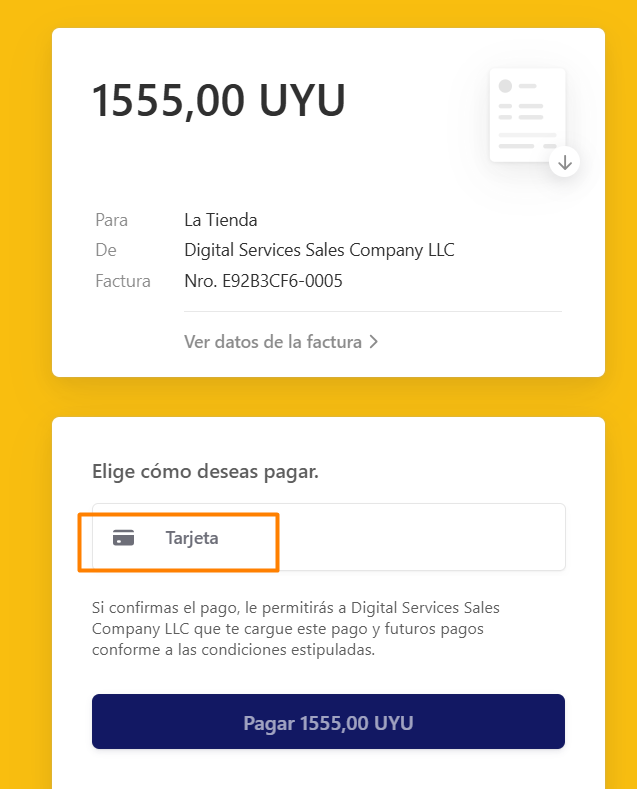 1555,00 UYU
Para La Tienda
De Digital Services Sales Company LLC
Factura Nro. E92B3CF6-0005
Ver datos de la factura
Elige cómo deseas pagar.
Tarjeta
Si confirmas el pago, le permitirás a Digital Services Sales
Company LLC que te cargue este pago y futuros pagos
conforme a las condiciones estipuladas.
Pagar 1555,00 UYU